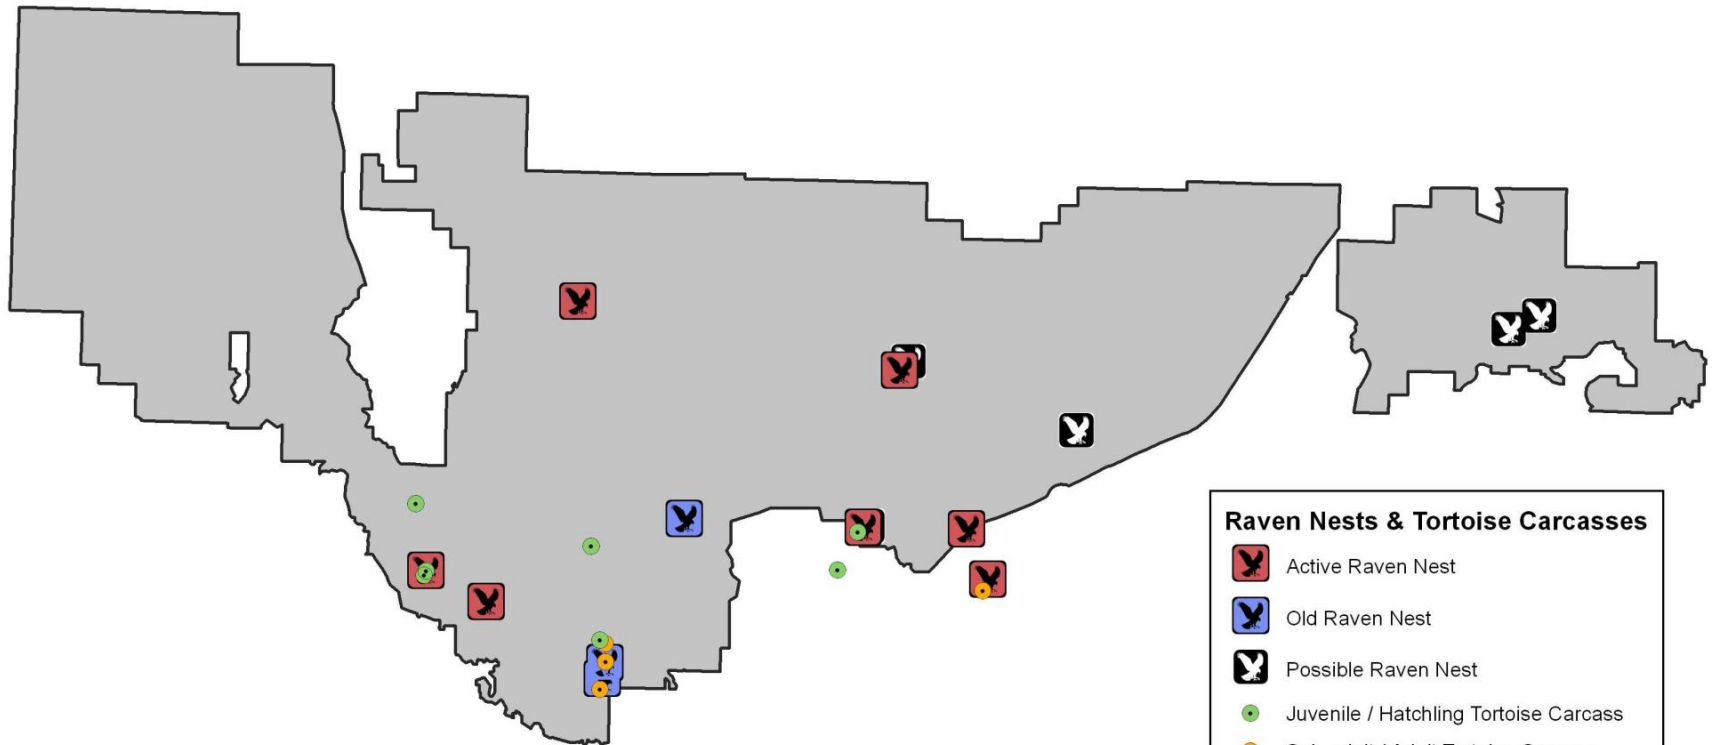 Raven Nests & Tortoise Carcasses
Active Raven Nest
Old Raven Nest
Possible Raven Nest
Juvenile / Hatchling Tortoise Carcass